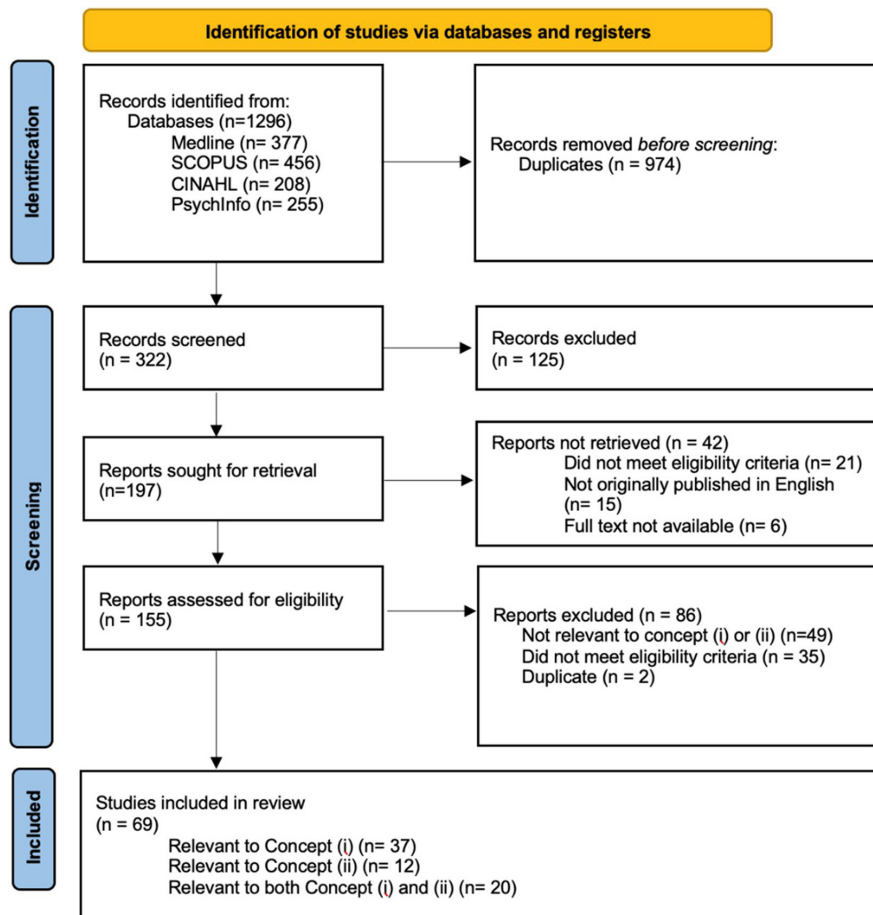 Identification of studies via databases and registers
Identification
Records identified from:
Databases (n=1296)
Medline (n= 377)
SCOPUS (n= 456)
CINAHL (n= 208)
PsychInfo (n= 255)
Records removed before screening:
Duplicates (n = 974)
Screening
Records screened
(n = 322)
Records excluded
(n = 125)
Reports sought for retrieval
(n=197)
Reports not retrieved (n = 42)
Did not meet eligibility criteria (n= 21)
Not originally published in English
(n= 15)
Full text not available (n= 6)
Reports assessed for eligibility
(n = 155)
Reports excluded (n = 86)
Not relevant to concept (i) or (ii) (n=49)
Did not meet eligibility criteria (n = 35)
Duplicate (n = 2)
Included
Studies included in review
(n = 69)
Relevant to Concept (i) (n= 37)
Relevant to Concept (ii) (n= 12)
Relevant to both Concept (i) and (ii) (n= 20)